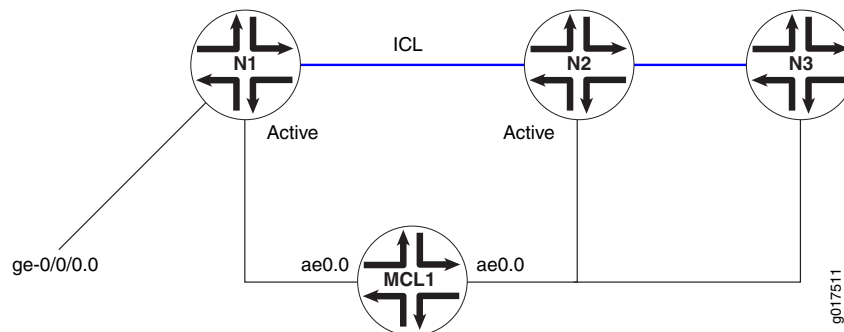 ICL
N1
N2
N3
Active
Active
ge-0/0/0.0
ae0.0
ae0.0
MCL1
g017511